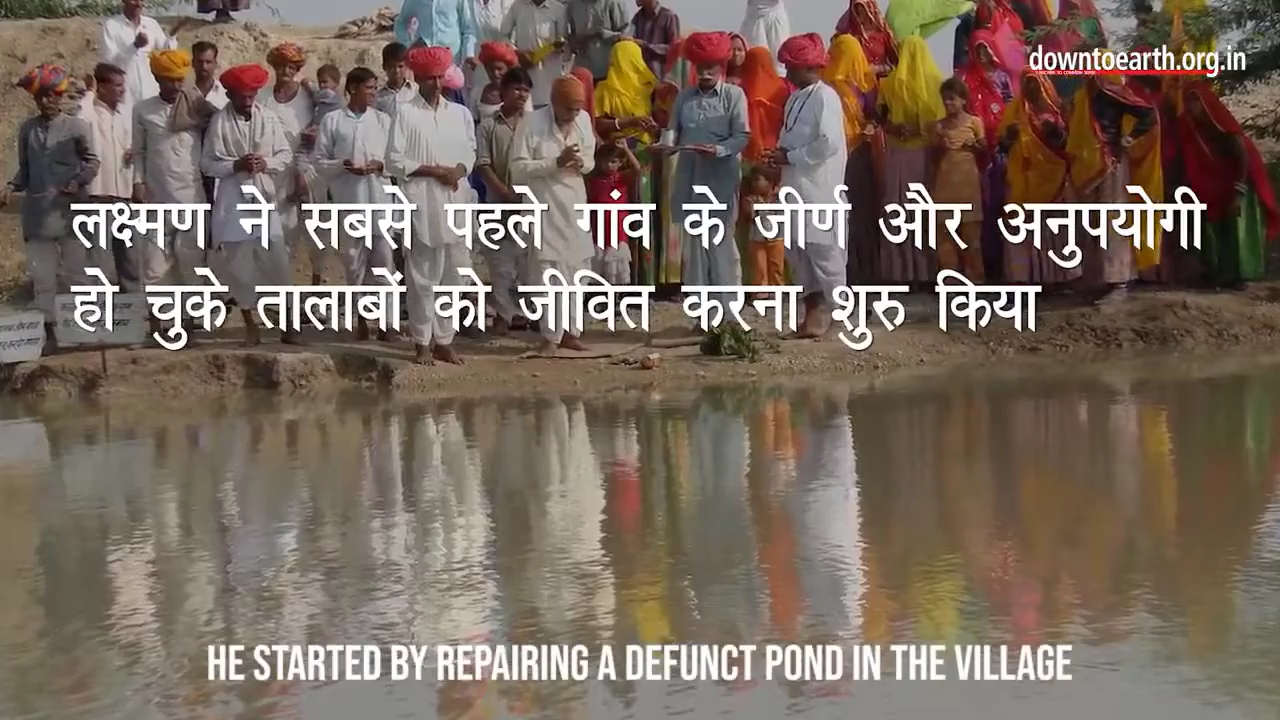 downtoearth.org.in
लक्ष्मण ने सबसे पहले गांव के जीर्ण और अनुपयोगी
हो चुके तालाबों को जीवित करना शुरु किया
HE STARTED BY REPAIRING A DEFUNCT POND IN THE VILLAGE